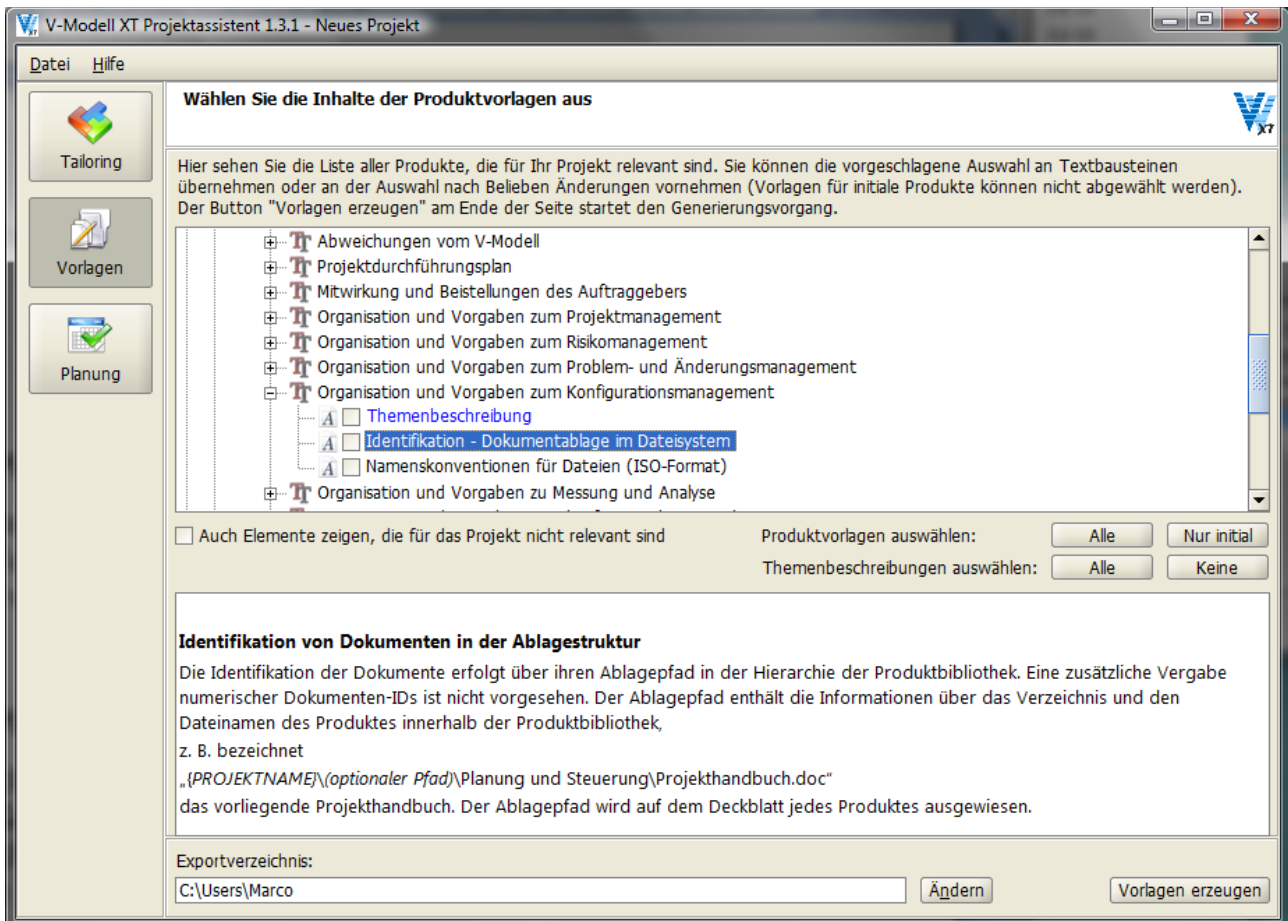 V-Modell XT Projektassistent 1.3.1 - Neues Projekt
Datei Hilfe
Wählen Sie die Inhalte der Produktvorlagen aus
XT
Tailoring
Vorlagen
Planung
Hier sehen Sie die Liste aller Produkte, die für Ihr Projekt relevant sind. Sie können die vorgeschlagene Auswahl an Textbausteinen
übernehmen oder an der Auswahl nach Belieben Änderungen vornehmen (Vorlagen für initiale Produkte können nicht abgewählt werden).
Der Button "Vorlagen erzeugen" am Ende der Seite startet den Generierungsvorgang.
Abweichungen vom V-Modell
Projektdurchführungsplan
Mitwirkung und Beistellungen des Auftraggebers
Organisation und Vorgaben zum Projektmanagement
Organisation und Vorgaben zum Risikomanagement
Organisation und Vorgaben zum Problem- und Änderungsmanagement
Organisation und Vorgaben zum Konfigurationsmanagement
Themenbeschreibung
Identifikation - Dokumentablage im Dateisystem
Namenskonventionen für Dateien (ISO-Format)
Organisation und Vorgaben zu Messung und Analyse
Auch Elemente zeigen, die für das Projekt nicht relevant sind
Produktvorlagen auswählen: Alle Nur initial
Themenbeschreibungen auswählen: Alle Keine
Identifikation von Dokumenten in der Ablagestruktur
Die Identifikation der Dokumente erfolgt über ihren Ablagepfad in der Hierarchie der Produktbibliothek. Eine zusätzliche Vergabe
numerischer Dokumenten-IDs ist nicht vorgesehen. Der Ablagepfad enthält die Informationen über das Verzeichnis und den
Dateinamen des Produktes innerhalb der Produktbibliothek,
z. B. bezeichnet
„{PROJEKTNAME}\(optionaler Pfad)\Planung und Steuerung\Projekthandbuch.doc“
das vorliegende Projekthandbuch. Der Ablagepfad wird auf dem Deckblatt jedes Produktes ausgewiesen.
Exportverzeichnis:
C:\Users\Marco Ändern Vorlagen erzeugen